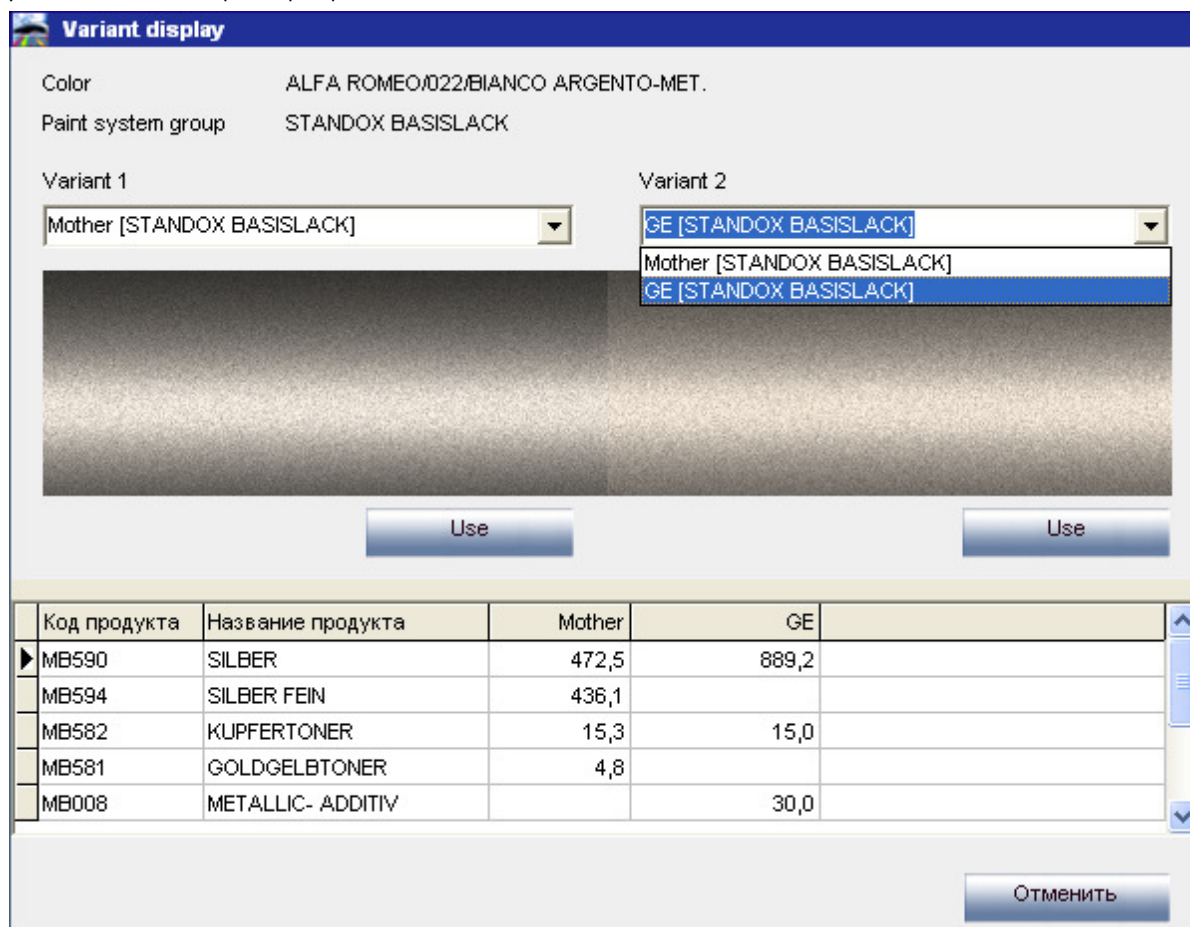 Variant display
Color ALFA ROMEO/022/BIANCO ARGENTO-MET.
Paint system group STANDOX BASISLACK
Variant 1 Variant 2
Mother [STANDOX BASISLACK] GE [STANDOX BASISLACK]
Mother [STANDOX BASISLACK]
GE [STANDOX BASISLACK]
Use Use
Код продукта Название продукта Mother GE
MB590 SILBER 472,5 889,2
MB594 SILBER FEIN 436,1
MB582 KUPFERTONER 15,3 15,0
MB581 GOLDGELBTONER 4,8
MB008 METALLIC- ADDITIV 30,0
Отменить